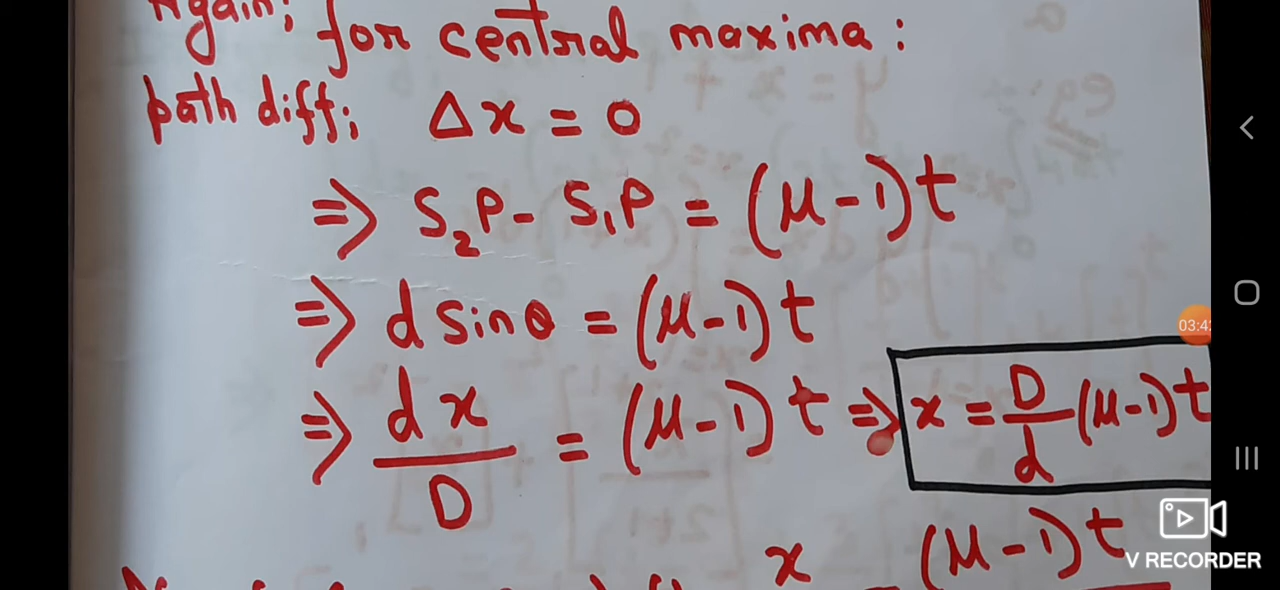 Again; for central maxima:
path diff; Δx = 0
=> S₂P - S₁P = (μ-1)t
=> d sinθ = (μ-1)t
=> dx/D = (μ-1)t => x = D/d (μ-1)t
x (μ-1)t
03:42
V RECORDER